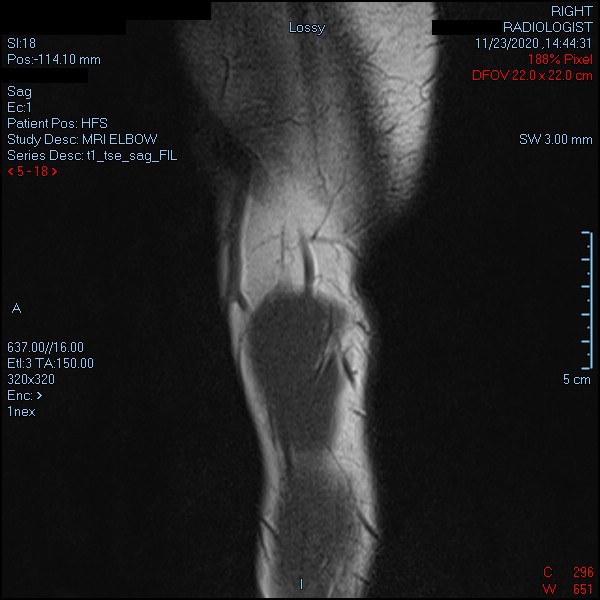 RIGHT
Lossy
RADIOLOGIST
SI:18
11/23/2020 ,14:44:31
Pos:-114.10 mm
188% Pixel
DFOV 22.0 x 22.0 cm
Sag
Ec:1
Patient Pos: HFS
Study Desc: MRI ELBOW
SW 3.00 mm
Series Desc: t1_tse_sag_FIL
< 5 - 18 >
A
637.00//16.00
Etl:3 TA:150.00
320x320
5 cm
Enc: >
1nex
I
C 296
W 651